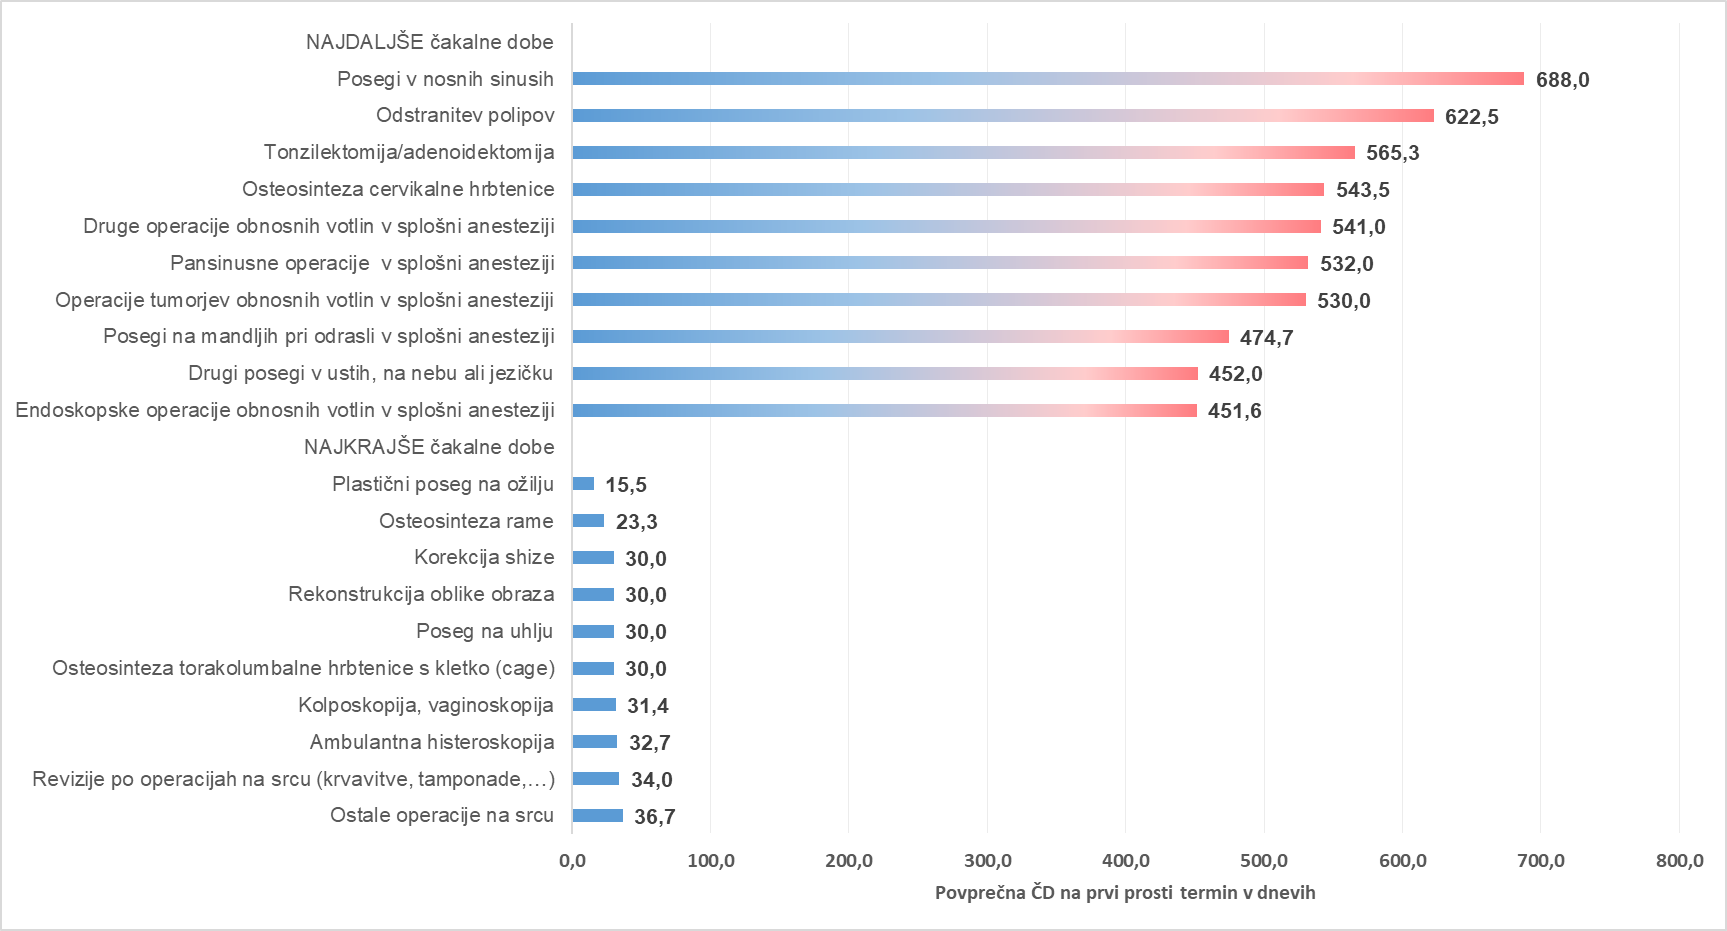 NAJDALJŠE čakalne dobe
Posegi v nosnih sinusih 688,0
Odstranitev polipov 622,5
Tonzilektomija/adenoidektomija 565,3
Osteosinteza cervikalne hrbtenice 543,5
Druge operacije obnosnih votlin v splošni anesteziji 541,0
Pansinusne operacije  v splošni anesteziji 532,0
Operacije tumorjev obnosnih votlin v splošni anesteziji 530,0
Posegi na mandljih pri odrasli v splošni anesteziji 474,7
Drugi posegi v ustih, na nebu ali jezičku 452,0
Endoskopske operacije obnosnih votlin v splošni anesteziji 451,6
NAJKRAJŠE čakalne dobe
Plastični poseg na ožilju 15,5
Osteosinteza rame 23,3
Korekcija shize 30,0
Rekonstrukcija oblike obraza 30,0
Poseg na uhlju 30,0
Osteosinteza torakolumbalne hrbtenice s kletko (cage) 30,0
Kolposkopija, vaginoskopija 31,4
Ambulantna histeroskopija 32,7
Revizije po operacijah na srcu (krvavitve, tamponade,…) 34,0
Ostale operacije na srcu 36,7
0,0 100,0 200,0 300,0 400,0 500,0 600,0 700,0 800,0
Povprečna ČD na prvi prosti termin v dnevih